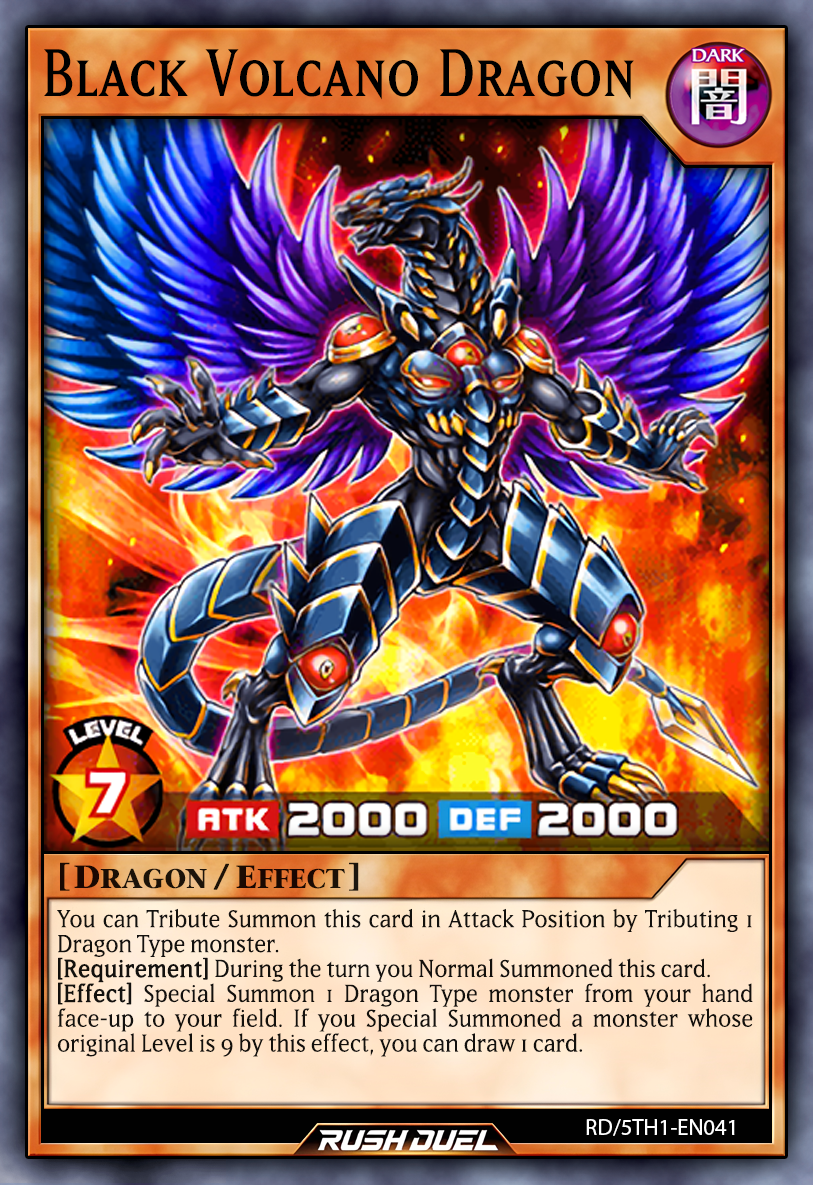 Black Volcano Dragon
DARK
闇
LEVEL
7
ATK 2000 DEF 2000
[Dragon / Effect]
You can Tribute Summon this card in Attack Position by Tributing 1
Dragon Type monster.
[Requirement] During the turn you Normal Summoned this card.
[Effect] Special Summon 1 Dragon Type monster from your hand
face-up to your field. If you Special Summoned a monster whose
original Level is 9 by this effect, you can draw 1 card.
RD/5TH1-EN041
RUSH DUEL